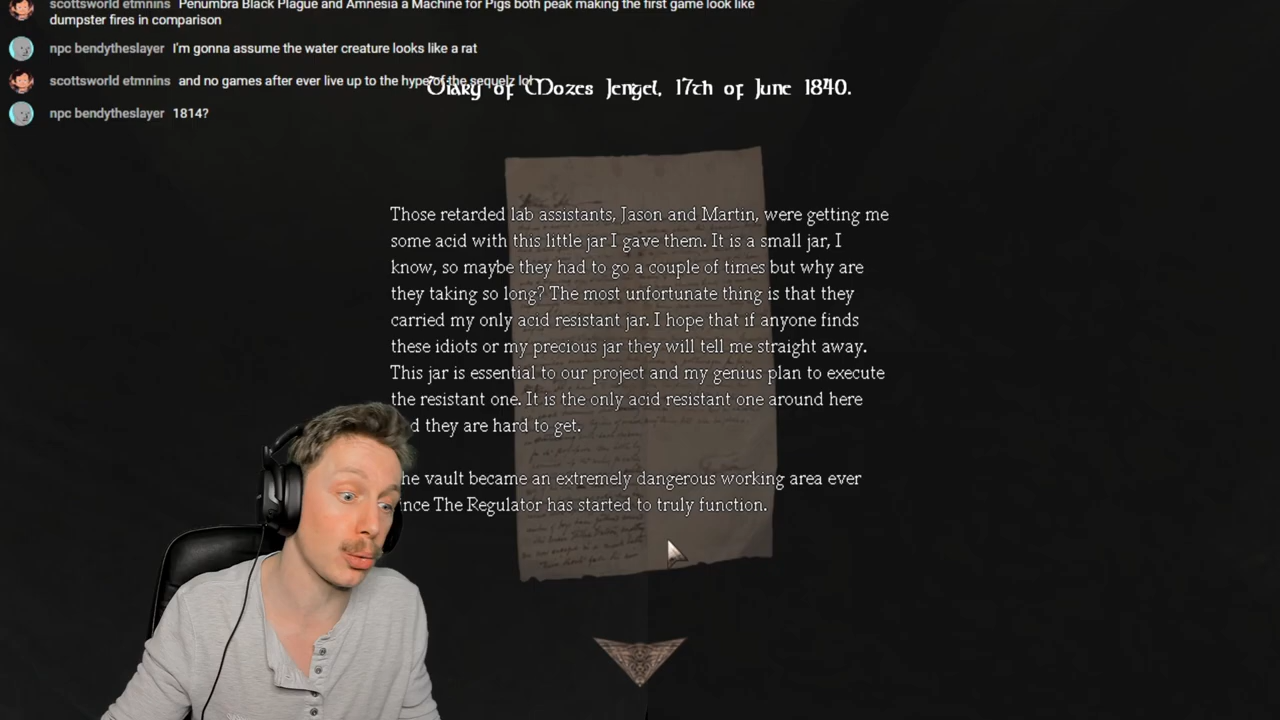 scottsworld etmnins Penumbra Black Plague and Amnesia a Machine for Pigs both peak making the first game look like
dumpster fires in comparison
npc bendytheslayer I'm gonna assume the water creature looks like a rat
scottsworld etmnins and no games after ever live up to the hype of the sequelz lol
npc bendytheslayer 1814?
Diary of Mozes Jengel, 17th of June 1840.
Those retarded lab assistants, Jason and Martin, were getting me
some acid with this little jar I gave them. It is a small jar, I
know, so maybe they had to go a couple of times but why are
they taking so long? The most unfortunate thing is that they
carried my only acid resistant jar. I hope that if anyone finds
these idiots or my precious jar they will tell me straight away.
This jar is essential to our project and my genius plan to execute
the resistant one. It is the only acid resistant one around here
d they are hard to get.
he vault became an extremely dangerous working area ever
nce The Regulator has started to truly function.